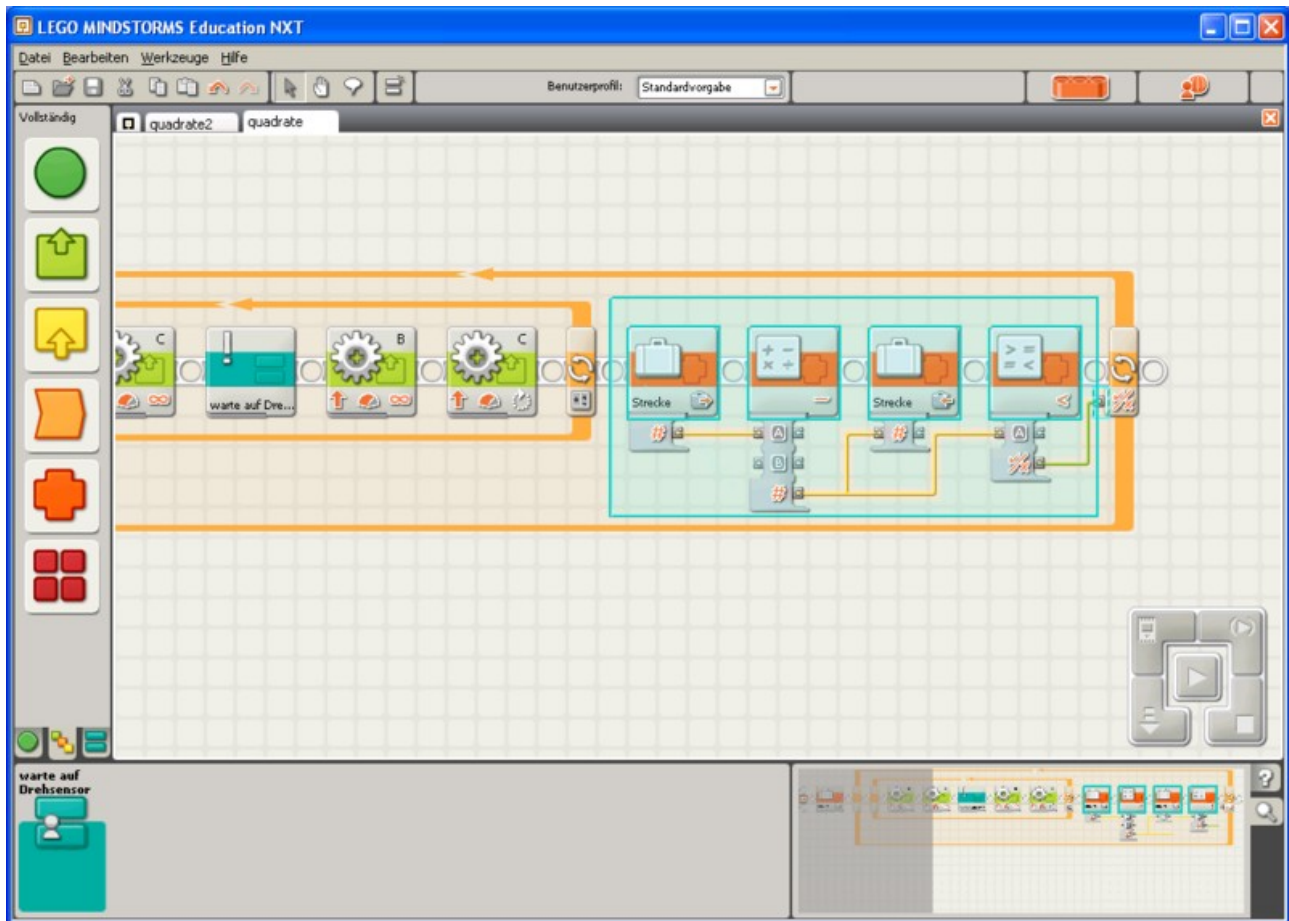 LEGO MINDSTORMS Education NXT
Datei Bearbeiten Werkzeuge Hilfe
Benutzerprofil: Standardvorgabe
Vollständig
quadrate2 quadrate
C B C
warte auf Dre... Strecke Strecke
# A # A
B
#
warte auf
Drehsensor
?